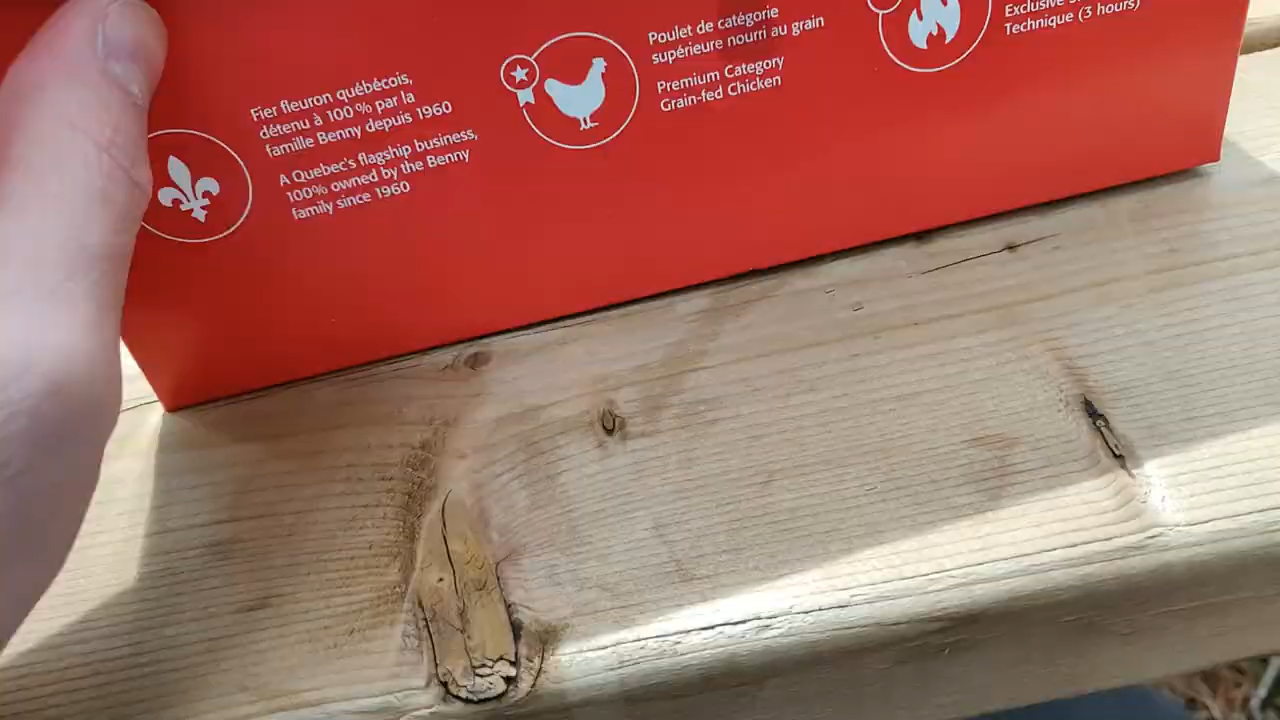 Fier fleuron québécois,
détenu à 100 % par la
famille Benny depuis 1960
A Quebec's flagship business,
100% owned by the Benny
family since 1960
Poulet de catégorie
supérieure nourri au grain
Premium Category
Grain-fed Chicken
Exclusive
Technique (3 hours)